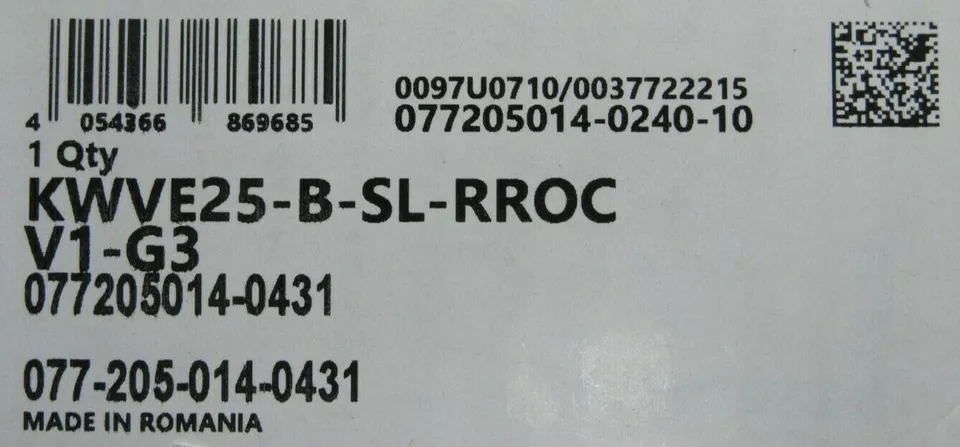 4 054366 869685
0097U0710/0037722215
077205014-0240-10
1 Qty
KWVE25-B-SL-RROC
V1-G3
077205014-0431
077-205-014-0431
MADE IN ROMANIA